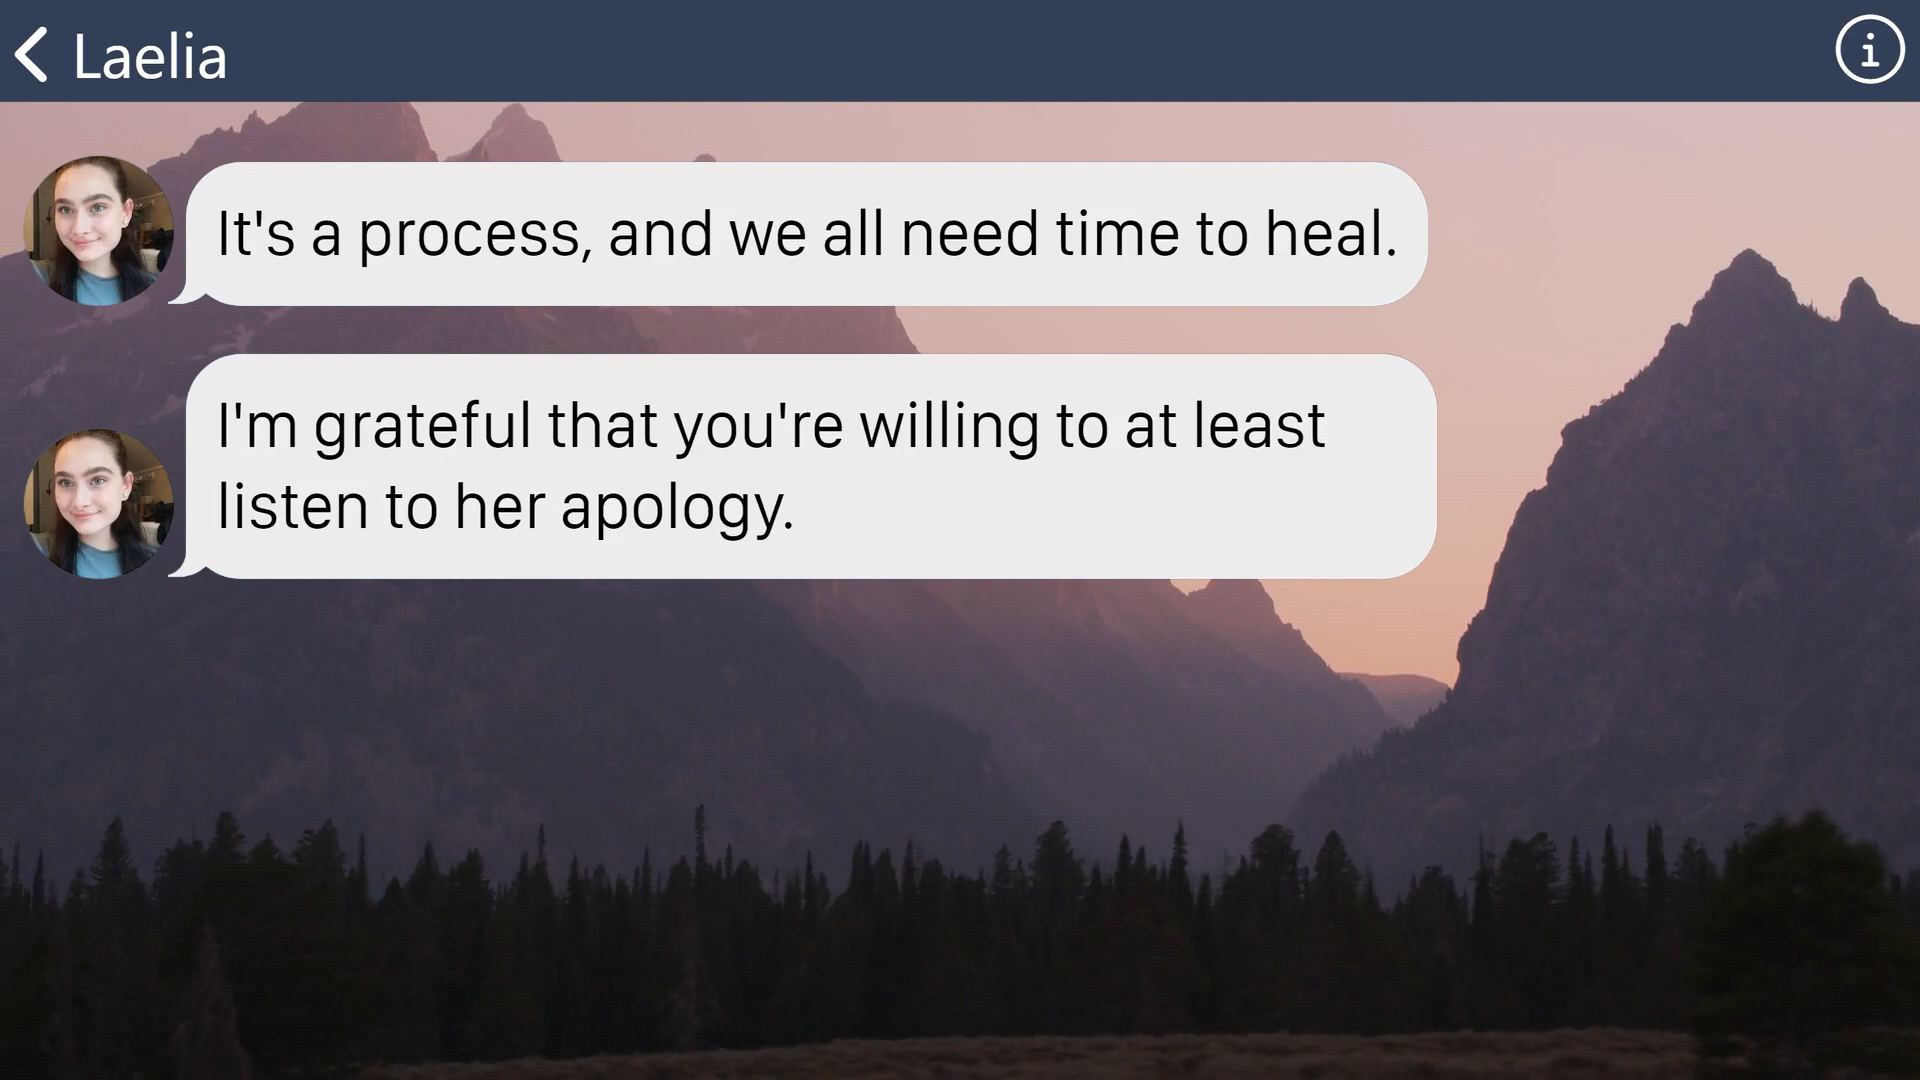 Laelia
It's a process, and we all need time to heal.
I'm grateful that you're willing to at least
listen to her apology.